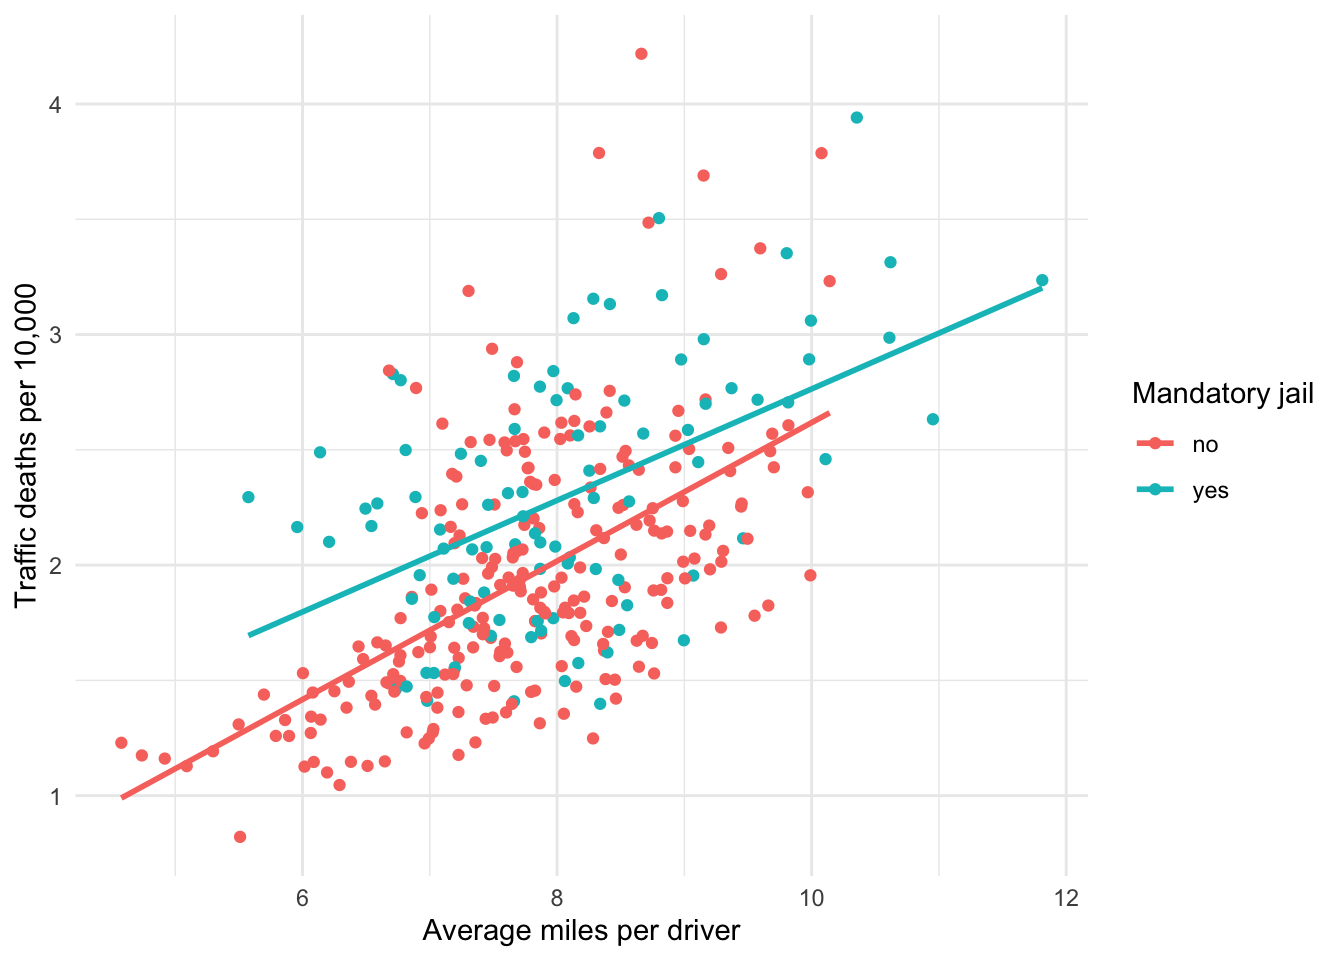 4
3
2
1
6 8 10 12
Traffic deaths per 10,000
Average miles per driver
Mandatory jail
no
yes